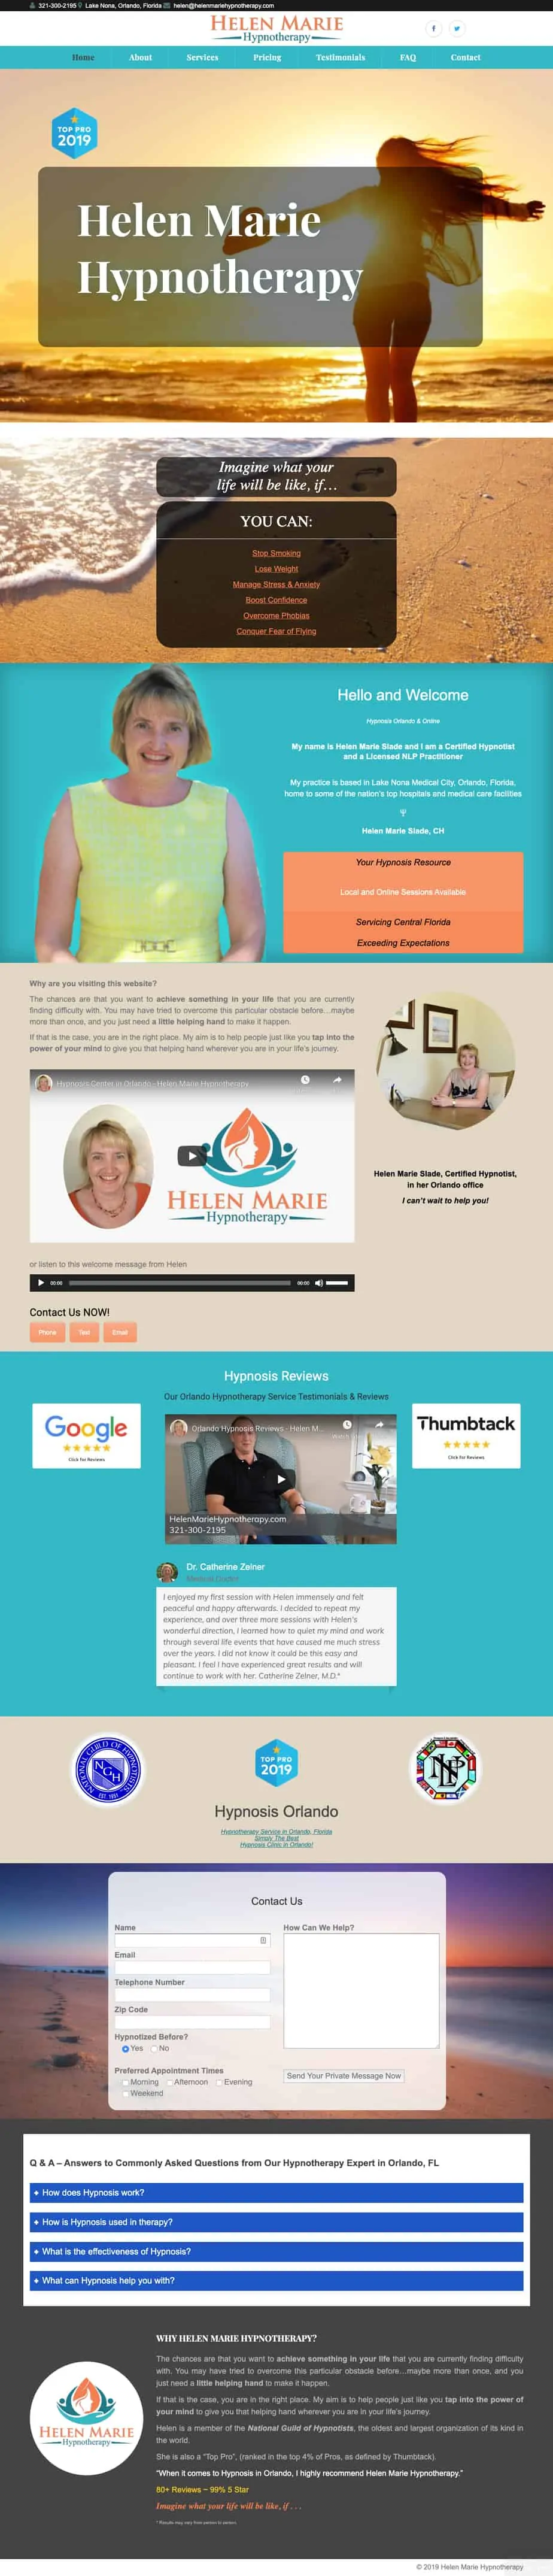 321-300-2195 Lake Nona, Orlando, Florida helen@helenmariehypnotherapy.com
HELEN MARIE
Hypnotherapy
Home About Services Pricing Testimonials FAQ Contact
TOP PRO
2019
Helen Marie
Hypnotherapy
Imagine what your
life will be like, if…
YOU CAN:
Stop Smoking
Lose Weight
Manage Stress & Anxiety
Boost Confidence
Overcome Phobias
Conquer Fear of Flying
Hello and Welcome
Hypnosis Orlando & Online
My name is Helen Marie Slade and I am a Certified Hypnotist
and a Licensed NLP Practitioner
My practice is based in Lake Nona Medical City, Orlando, Florida,
home to some of the nation's top hospitals and medical care facilities
Helen Marie Slade, CH
Your Hypnosis Resource
Local and Online Sessions Available
Servicing Central Florida
Exceeding Expectations
Why are you visiting this website?
The chances are that you want to achieve something in your life that you are currently
finding difficulty with. You may have tried to overcome this particular obstacle before…maybe
more than once, and you just need a little helping hand to make it happen.
If that is the case, you are in the right place. My aim is to help people just like you tap into the
power of your mind to give you that helping hand wherever you are in your life's journey.
Hypnosis Center in Orlando - Helen Marie Hypnotherapy
HELEN MARIE
Hypnotherapy
Helen Marie Slade, Certified Hypnotist,
in her Orlando office
I can't wait to help you!
or listen to this welcome message from Helen
00:00 00:00
Contact Us NOW!
Phone Text Email
Hypnosis Reviews
Our Orlando Hypnotherapy Service Testimonials & Reviews
Google
Click for Reviews
Orlando Hypnosis Reviews - Helen M...
HelenMarieHypnotherapy.com
321-300-2195
Thumbtack
Click for Reviews
Dr. Catherine Zelner
Medical Doctor
I enjoyed my first session with Helen immensely and felt
peaceful and happy afterwards. I decided to repeat my
experience, and over three more sessions with Helen's
wonderful direction, I learned how to quiet my mind and work
through several life events that have caused me much stress
over the years. I did not know it could be this easy and
pleasant. I feel I have experienced great results and will
continue to work with her. Catherine Zelner, M.D.*
NATIONAL GUILD OF HYPNOTISTS
NGH
EST. 1951
TOP PRO
2019
NLP
Hypnosis Orlando
Hypnotherapy Service in Orlando, Florida
Simply The Best
Hypnosis Clinic in Orlando!
Contact Us
Name
Email
Telephone Number
Zip Code
Hypnotized Before?
Yes No
Preferred Appointment Times
Morning Afternoon Evening
Weekend
How Can We Help?
Send Your Private Message Now
Q & A – Answers to Commonly Asked Questions from Our Hypnotherapy Expert in Orlando, FL
+ How does Hypnosis work?
+ How is Hypnosis used in therapy?
+ What is the effectiveness of Hypnosis?
+ What can Hypnosis help you with?
WHY HELEN MARIE HYPNOTHERAPY?
The chances are that you want to achieve something in your life that you are currently finding difficulty
with. You may have tried to overcome this particular obstacle before…maybe more than once, and you
just need a little helping hand to make it happen.
If that is the case, you are in the right place. My aim is to help people just like you tap into the power of
your mind to give you that helping hand wherever you are in your life's journey.
Helen is a member of the National Guild of Hypnotists, the oldest and largest organization of its kind in
the world.
She is also a "Top Pro", (ranked in the top 4% of Pros, as defined by Thumbtack).
"When it comes to Hypnosis in Orlando, I highly recommend Helen Marie Hypnotherapy."
80+ Reviews ~ 99% 5 Star
Imagine what your life will be like, if . . .
* Results may vary from person to person.
HELEN MARIE
Hypnotherapy
© 2019 Helen Marie Hypnotherapy